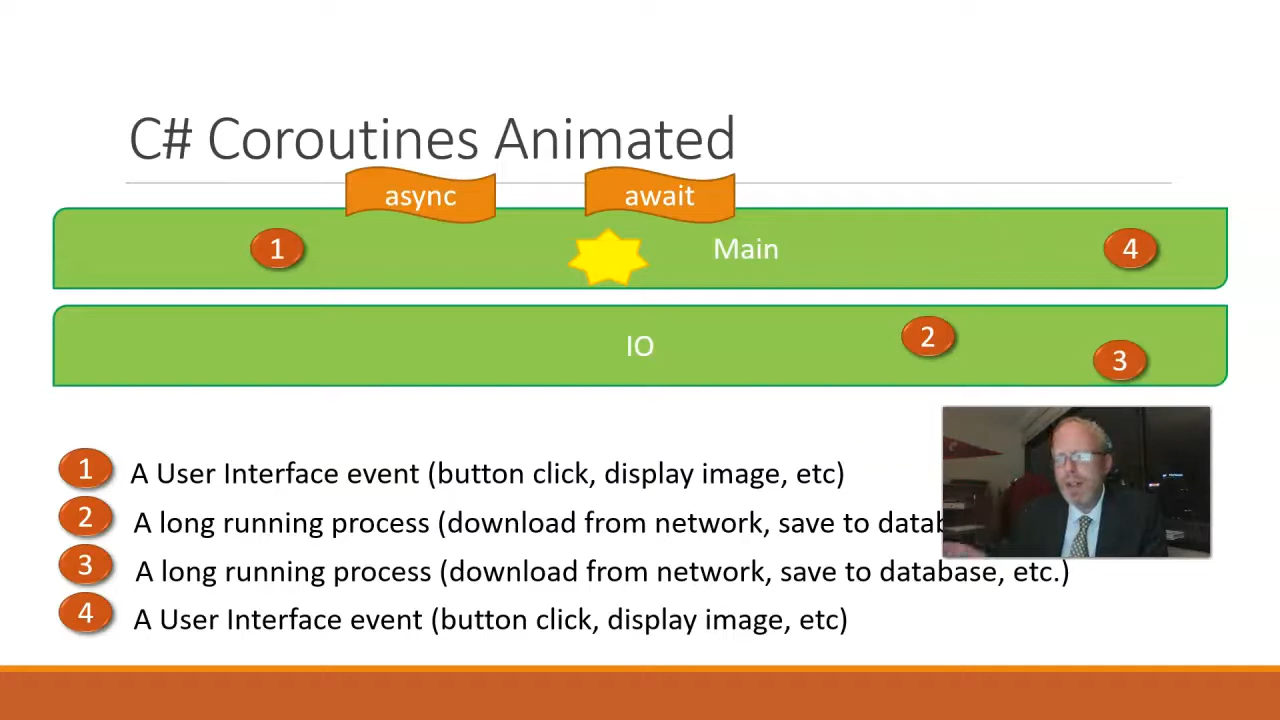 C# Coroutines Animated
async
await
1
Main
4
IO
2
3
1 A User Interface event (button click, display image, etc)
2 A long running process (download from network, save to
3 A long running process (download from network, save to database, etc.)
4 A User Interface event (button click, display image, etc)